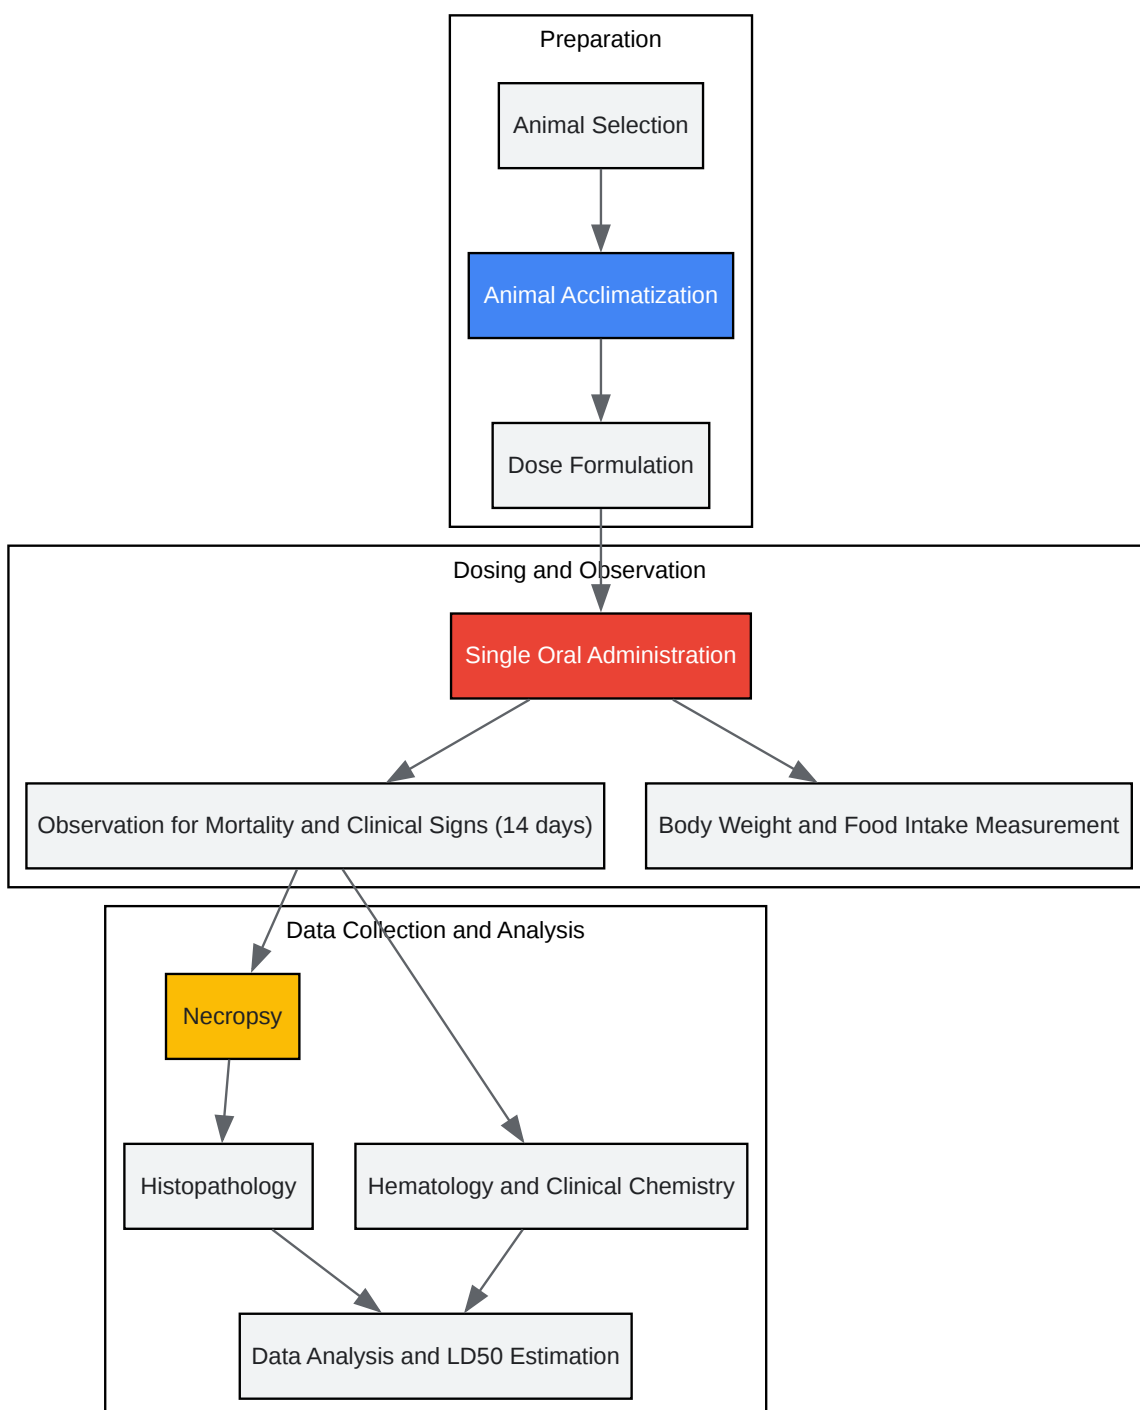 Preparation
Animal Selection
Animal Acclimatization
Dose Formulation
Dosing and Observation
Single Oral Administration
Observation for Mortality and Clinical Signs (14 days)
Body Weight and Food Intake Measurement
Data Collection and Analysis
Necropsy
Histopathology
Hematology and Clinical Chemistry
Data Analysis and LD50 Estimation